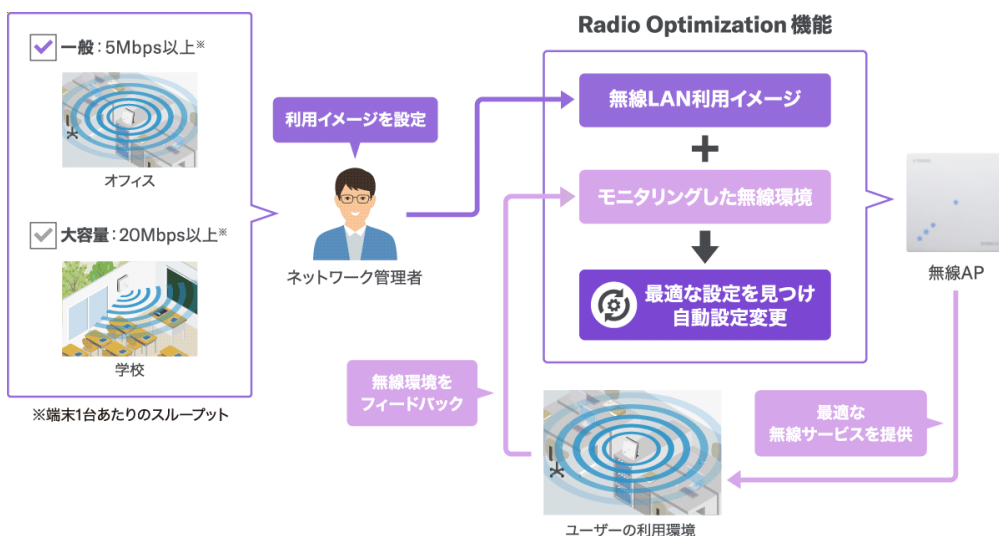 Radio Optimization 機能
一般：5Mbps以上※
オフィス
大容量：20Mbps以上※
学校
※端末1台あたりのスループット
利用イメージを設定
ネットワーク管理者
無線LAN利用イメージ
+
モニタリングした無線環境
最適な設定を見つけ
自動設定変更
無線AP
無線環境を
フィードバック
最適な
無線サービスを提供
ユーザーの利用環境